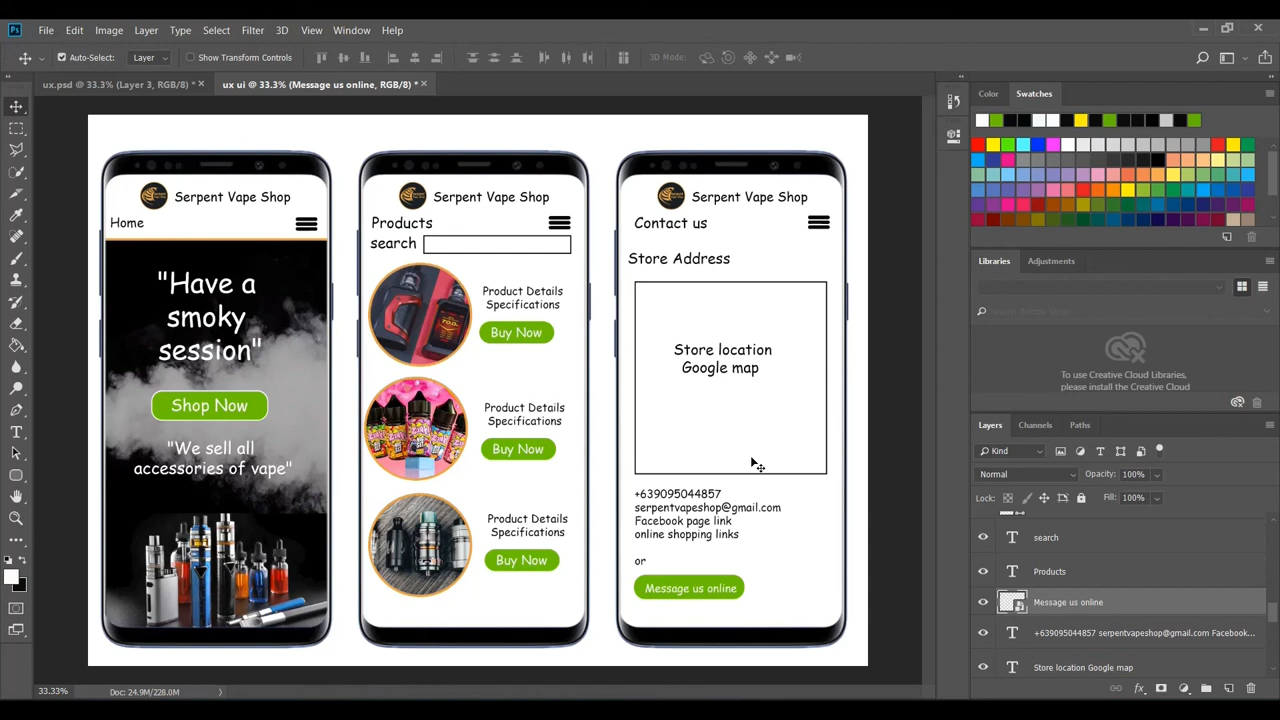 Ps File Edit Image Layer Type Select Filter 3D View Window Help
Auto-Select: Layer Show Transform Controls 3D Mode:
ux.psd @ 33.3% (Layer 3, RGB/8) * × ux ui @ 33.3% (Message us online, RGB/8) * ×
Color Swatches
Serpent Vape Shop
Home
"Have a
smoky
session"
Shop Now
"We sell all
accessories of vape"
Serpent Vape Shop
Products
search
Product Details
Specifications
Buy Now
Product Details
Specifications
Buy Now
Product Details
Specifications
Buy Now
Serpent Vape Shop
Contact us
Store Address
Store location
Google map
+639095044857
serpentvapeshop@gmail.com
Facebook page link
online shopping links
or
Message us online
Libraries Adjustments
To use Creative Cloud Libraries,
please install the Creative Cloud
Layers Channels Paths
Kind
Normal Opacity: 100%
Lock: Fill: 100%
T search
T Products
Message us online
T +639095044857 serpentvapeshop@gmail.com Facebook...
T Store location Google map
33.33% Doc: 24.9M/228.0M